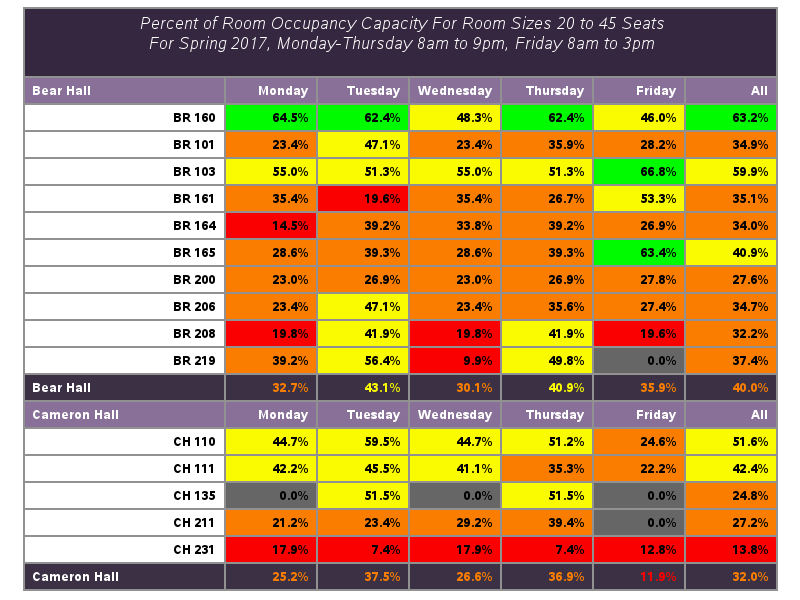 Percent of Room Occupancy Capacity For Room Sizes 20 to 45 Seats
For Spring 2017, Monday-Thursday 8am to 9pm, Friday 8am to 3pm
Bear Hall Monday Tuesday Wednesday Thursday Friday All
BR 160 64.5% 62.4% 48.3% 62.4% 46.0% 63.2%
BR 101 23.4% 47.1% 23.4% 35.9% 28.2% 34.9%
BR 103 55.0% 51.3% 55.0% 51.3% 66.8% 59.9%
BR 161 35.4% 19.6% 35.4% 26.7% 53.3% 35.1%
BR 164 14.5% 39.2% 33.8% 39.2% 26.9% 34.0%
BR 165 28.6% 39.3% 28.6% 39.3% 63.4% 40.9%
BR 200 23.0% 26.9% 23.0% 26.9% 27.8% 27.6%
BR 206 23.4% 47.1% 23.4% 35.6% 27.4% 34.7%
BR 208 19.8% 41.9% 19.8% 41.9% 19.6% 32.2%
BR 219 39.2% 56.4% 9.9% 49.8% 0.0% 37.4%
Bear Hall 32.7% 43.1% 30.1% 40.9% 35.9% 40.0%
Cameron Hall Monday Tuesday Wednesday Thursday Friday All
CH 110 44.7% 59.5% 44.7% 51.2% 24.6% 51.6%
CH 111 42.2% 45.5% 41.1% 35.3% 22.2% 42.4%
CH 135 0.0% 51.5% 0.0% 51.5% 0.0% 24.8%
CH 211 21.2% 23.4% 29.2% 39.4% 0.0% 27.2%
CH 231 17.9% 7.4% 17.9% 7.4% 12.8% 13.8%
Cameron Hall 25.2% 37.5% 26.6% 36.9% 11.9% 32.0%